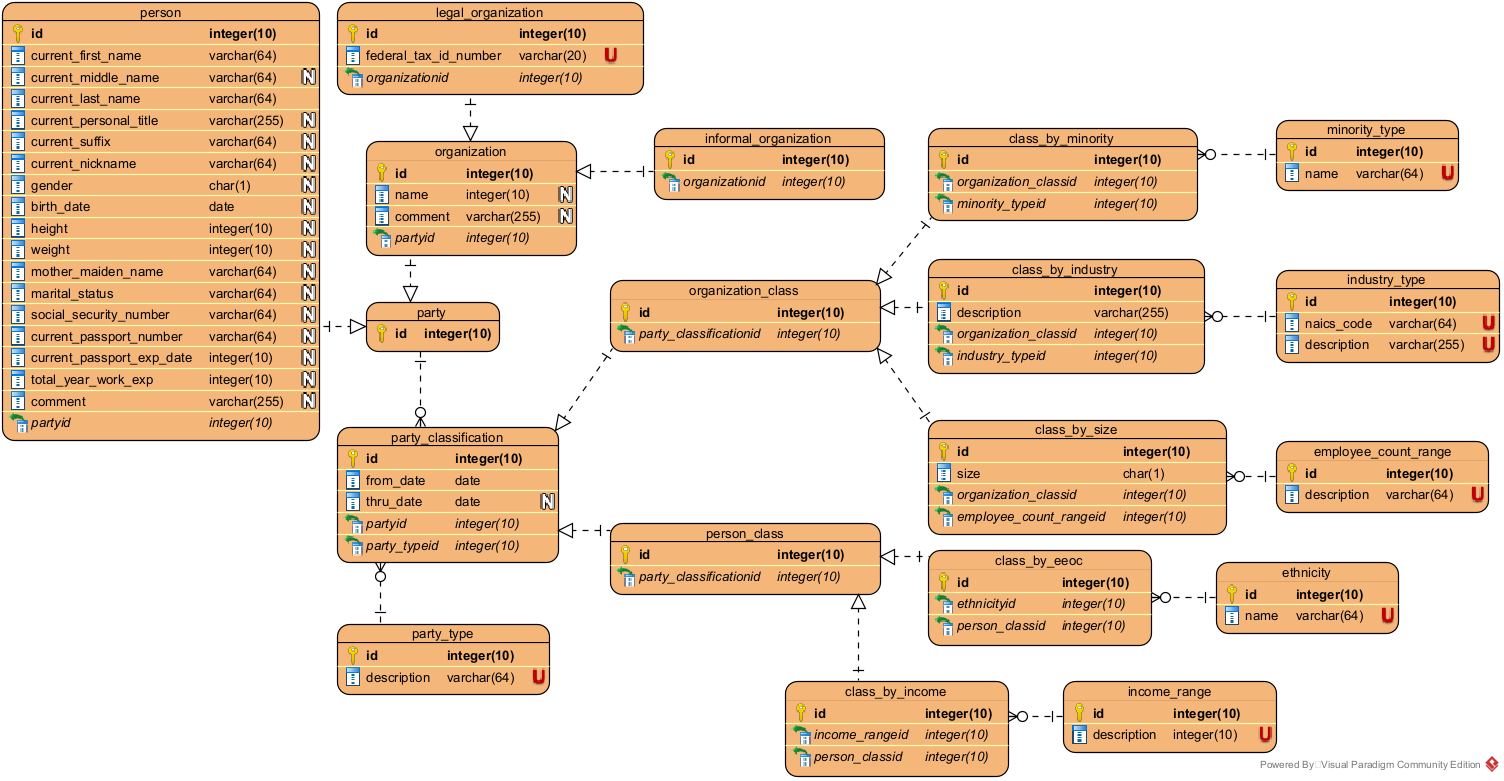 person
id integer(10)
current_first_name varchar(64)
current_middle_name varchar(64) N
current_last_name varchar(64)
current_personal_title varchar(255) N
current_suffix varchar(64) N
current_nickname varchar(64) N
gender char(1) N
birth_date date N
height integer(10) N
weight integer(10) N
mother_maiden_name varchar(64) N
marital_status varchar(64) N
social_security_number varchar(64) N
current_passport_number varchar(64) N
current_passport_exp_date integer(10) N
total_year_work_exp integer(10) N
comment varchar(255) N
partyid integer(10)
legal_organization
id integer(10)
federal_tax_id_number varchar(20) U
organizationid integer(10)
organization
id integer(10)
name integer(10) N
comment varchar(255) N
partyid integer(10)
informal_organization
id integer(10)
organizationid integer(10)
party
id integer(10)
party_classification
id integer(10)
from_date date
thru_date date N
partyid integer(10)
party_typeid integer(10)
party_type
id integer(10)
description varchar(64) U
organization_class
id integer(10)
party_classificationid integer(10)
person_class
id integer(10)
party_classificationid integer(10)
class_by_minority
id integer(10)
organization_classid integer(10)
minority_typeid integer(10)
minority_type
id integer(10)
name varchar(64) U
class_by_industry
id integer(10)
description varchar(255)
organization_classid integer(10)
industry_typeid integer(10)
industry_type
id integer(10)
naics_code varchar(64) U
description varchar(255) U
class_by_size
id integer(10)
size char(1)
organization_classid integer(10)
employee_count_rangeid integer(10)
employee_count_range
id integer(10)
description varchar(64) U
class_by_eeoc
id integer(10)
ethnicityid integer(10)
person_classid integer(10)
ethnicity
id integer(10)
name varchar(64) U
class_by_income
id integer(10)
income_rangeid integer(10)
person_classid integer(10)
income_range
id integer(10)
description integer(10) U
Powered By Visual Paradigm Community Edition